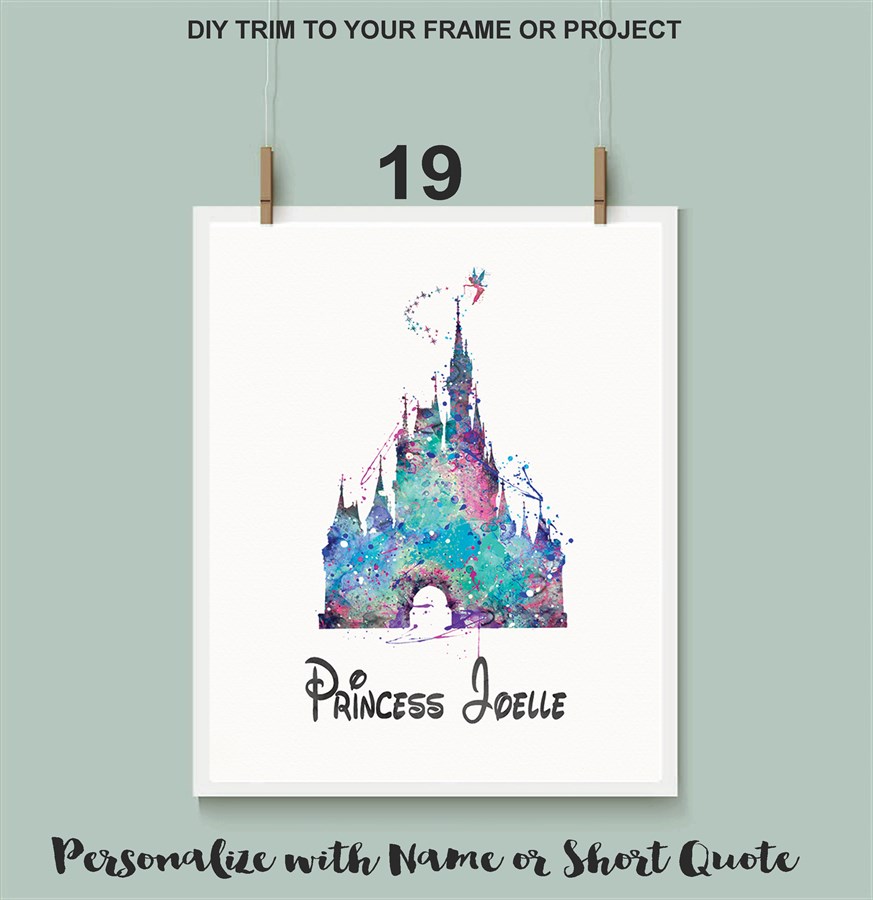 DIY TRIM TO YOUR FRAME OR PROJECT
19
Princess Joelle
Personalize with Name or Short Quote